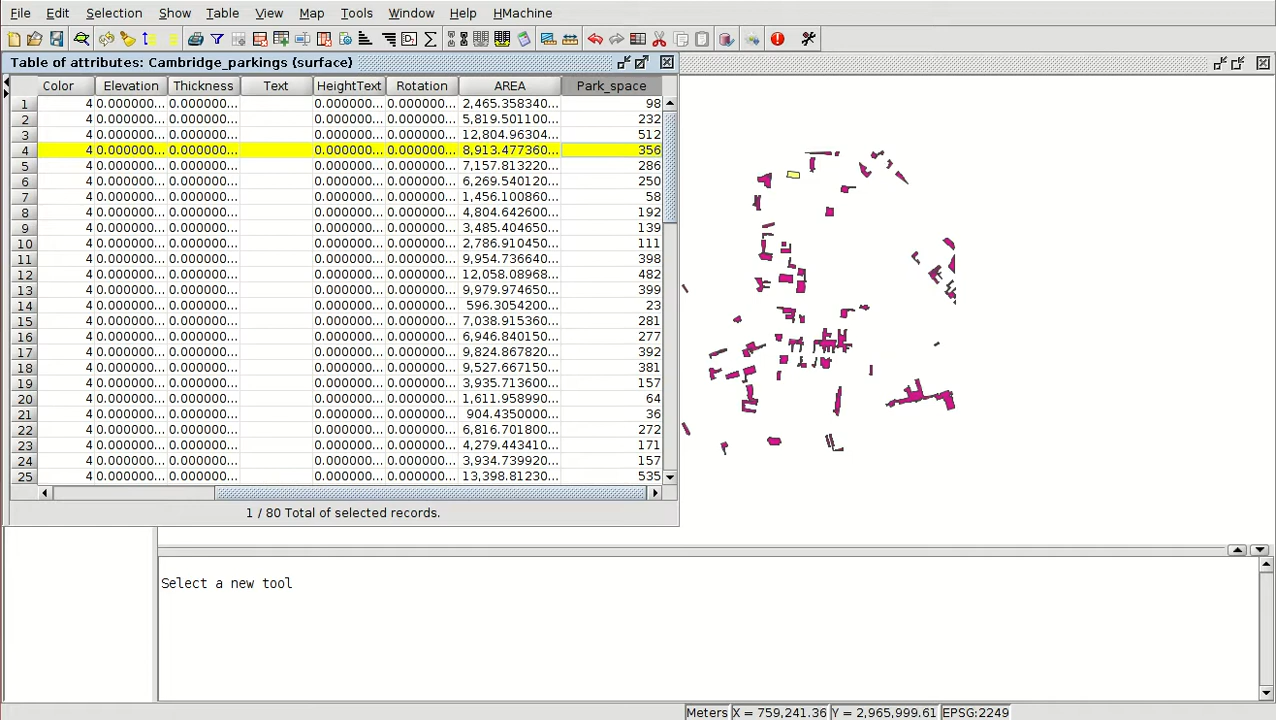 File Edit Selection Show Table View Map Tools Window Help HMachine
Table of attributes: Cambridge_parkings (surface)
Color Elevation Thickness Text HeightText Rotation AREA Park_space
1 4 0.000000... 0.000000... 0.000000... 0.000000... 2,465.358340... 98
2 4 0.000000... 0.000000... 0.000000... 0.000000... 5,819.501100... 232
3 4 0.000000... 0.000000... 0.000000... 0.000000... 12,804.96304... 512
4 4 0.000000... 0.000000... 0.000000... 0.000000... 8,913.477360... 356
5 4 0.000000... 0.000000... 0.000000... 0.000000... 7,157.813220... 286
6 4 0.000000... 0.000000... 0.000000... 0.000000... 6,269.540120... 250
7 4 0.000000... 0.000000... 0.000000... 0.000000... 1,456.100860... 58
8 4 0.000000... 0.000000... 0.000000... 0.000000... 4,804.642600... 192
9 4 0.000000... 0.000000... 0.000000... 0.000000... 3,485.404650... 139
10 4 0.000000... 0.000000... 0.000000... 0.000000... 2,786.910450... 111
11 4 0.000000... 0.000000... 0.000000... 0.000000... 9,954.736640... 398
12 4 0.000000... 0.000000... 0.000000... 0.000000... 12,058.08968... 482
13 4 0.000000... 0.000000... 0.000000... 0.000000... 9,979.974650... 399
14 4 0.000000... 0.000000... 0.000000... 0.000000... 596.3054200... 23
15 4 0.000000... 0.000000... 0.000000... 0.000000... 7,038.915360... 281
16 4 0.000000... 0.000000... 0.000000... 0.000000... 6,946.840150... 277
17 4 0.000000... 0.000000... 0.000000... 0.000000... 9,824.867820... 392
18 4 0.000000... 0.000000... 0.000000... 0.000000... 9,527.667150... 381
19 4 0.000000... 0.000000... 0.000000... 0.000000... 3,935.713600... 157
20 4 0.000000... 0.000000... 0.000000... 0.000000... 1,611.958990... 64
21 4 0.000000... 0.000000... 0.000000... 0.000000... 904.4350000... 36
22 4 0.000000... 0.000000... 0.000000... 0.000000... 6,816.701800... 272
23 4 0.000000... 0.000000... 0.000000... 0.000000... 4,279.443410... 171
24 4 0.000000... 0.000000... 0.000000... 0.000000... 3,934.739920... 157
25 4 0.000000... 0.000000... 0.000000... 0.000000... 13,398.81230... 535
1 / 80 Total of selected records.
Select a new tool
Meters X = 759,241.36 Y = 2,965,999.61 EPSG:2249